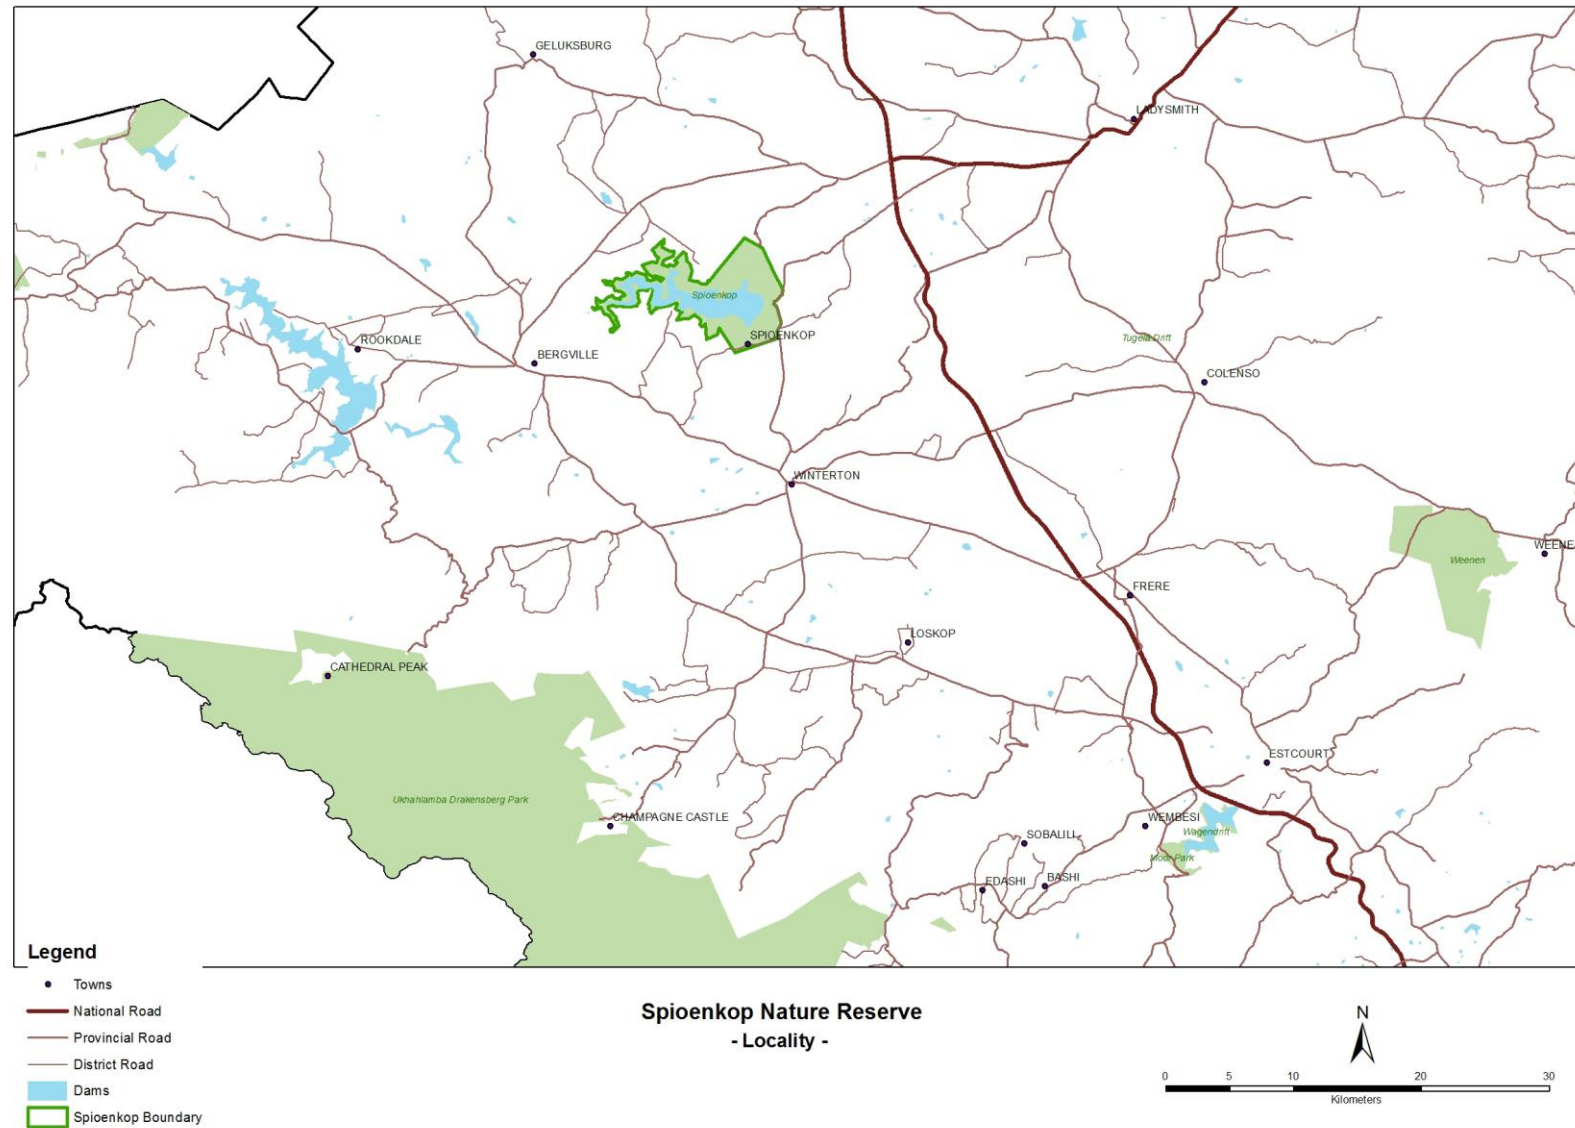 GELUKSBURG
LADYSMITH
Spioenkop
SPIOENKOP
Tugela Drift
ROOKDALE
BERGVILLE
COLENSO
WINTERTON
WEENE
Weenen
FRERE
LOSKOP
CATHEDRAL PEAK
ESTCOURT
Ukhahlamba Drakensberg Park
CHAMPAGNE CASTLE
WEMBESI
Wagendrift
SOBALILI
Moor Park
EDASHI
BASHI
Legend
Towns
National Road
Provincial Road
District Road
Dams
Spioenkop Boundary
Spioenkop Nature Reserve
- Locality -
N
0 5 10 20 30
Kilometers